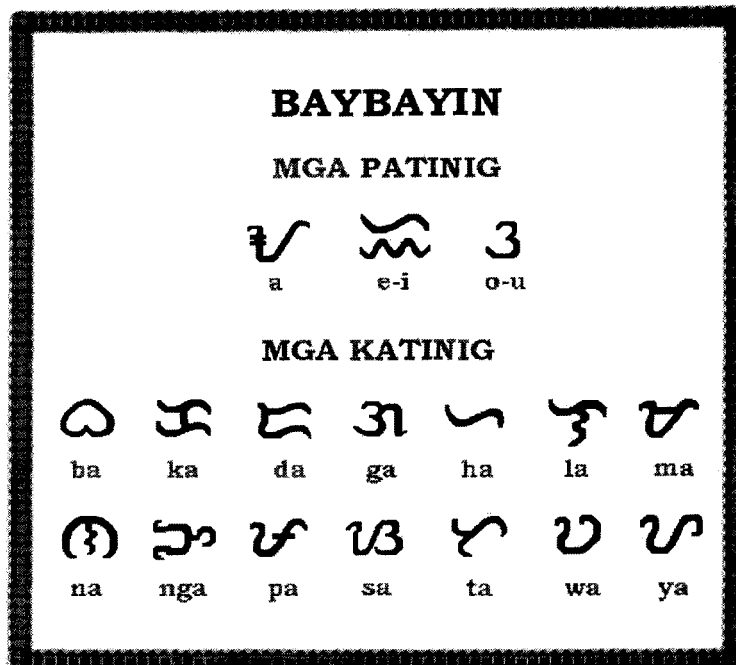 BAYBAYIN
MGA PATINIG
ᜀ ᜁ ᜂ
a e-i o-u
MGA KATINIG
ᜊ ᜃ ᜇ ᜄ ᜑ ᜎ ᜋ
ba ka da ga ha la ma
ᜈ ᜅ ᜉ ᜐ ᜆ ᜏ ᜌ
na nga pa sa ta wa ya